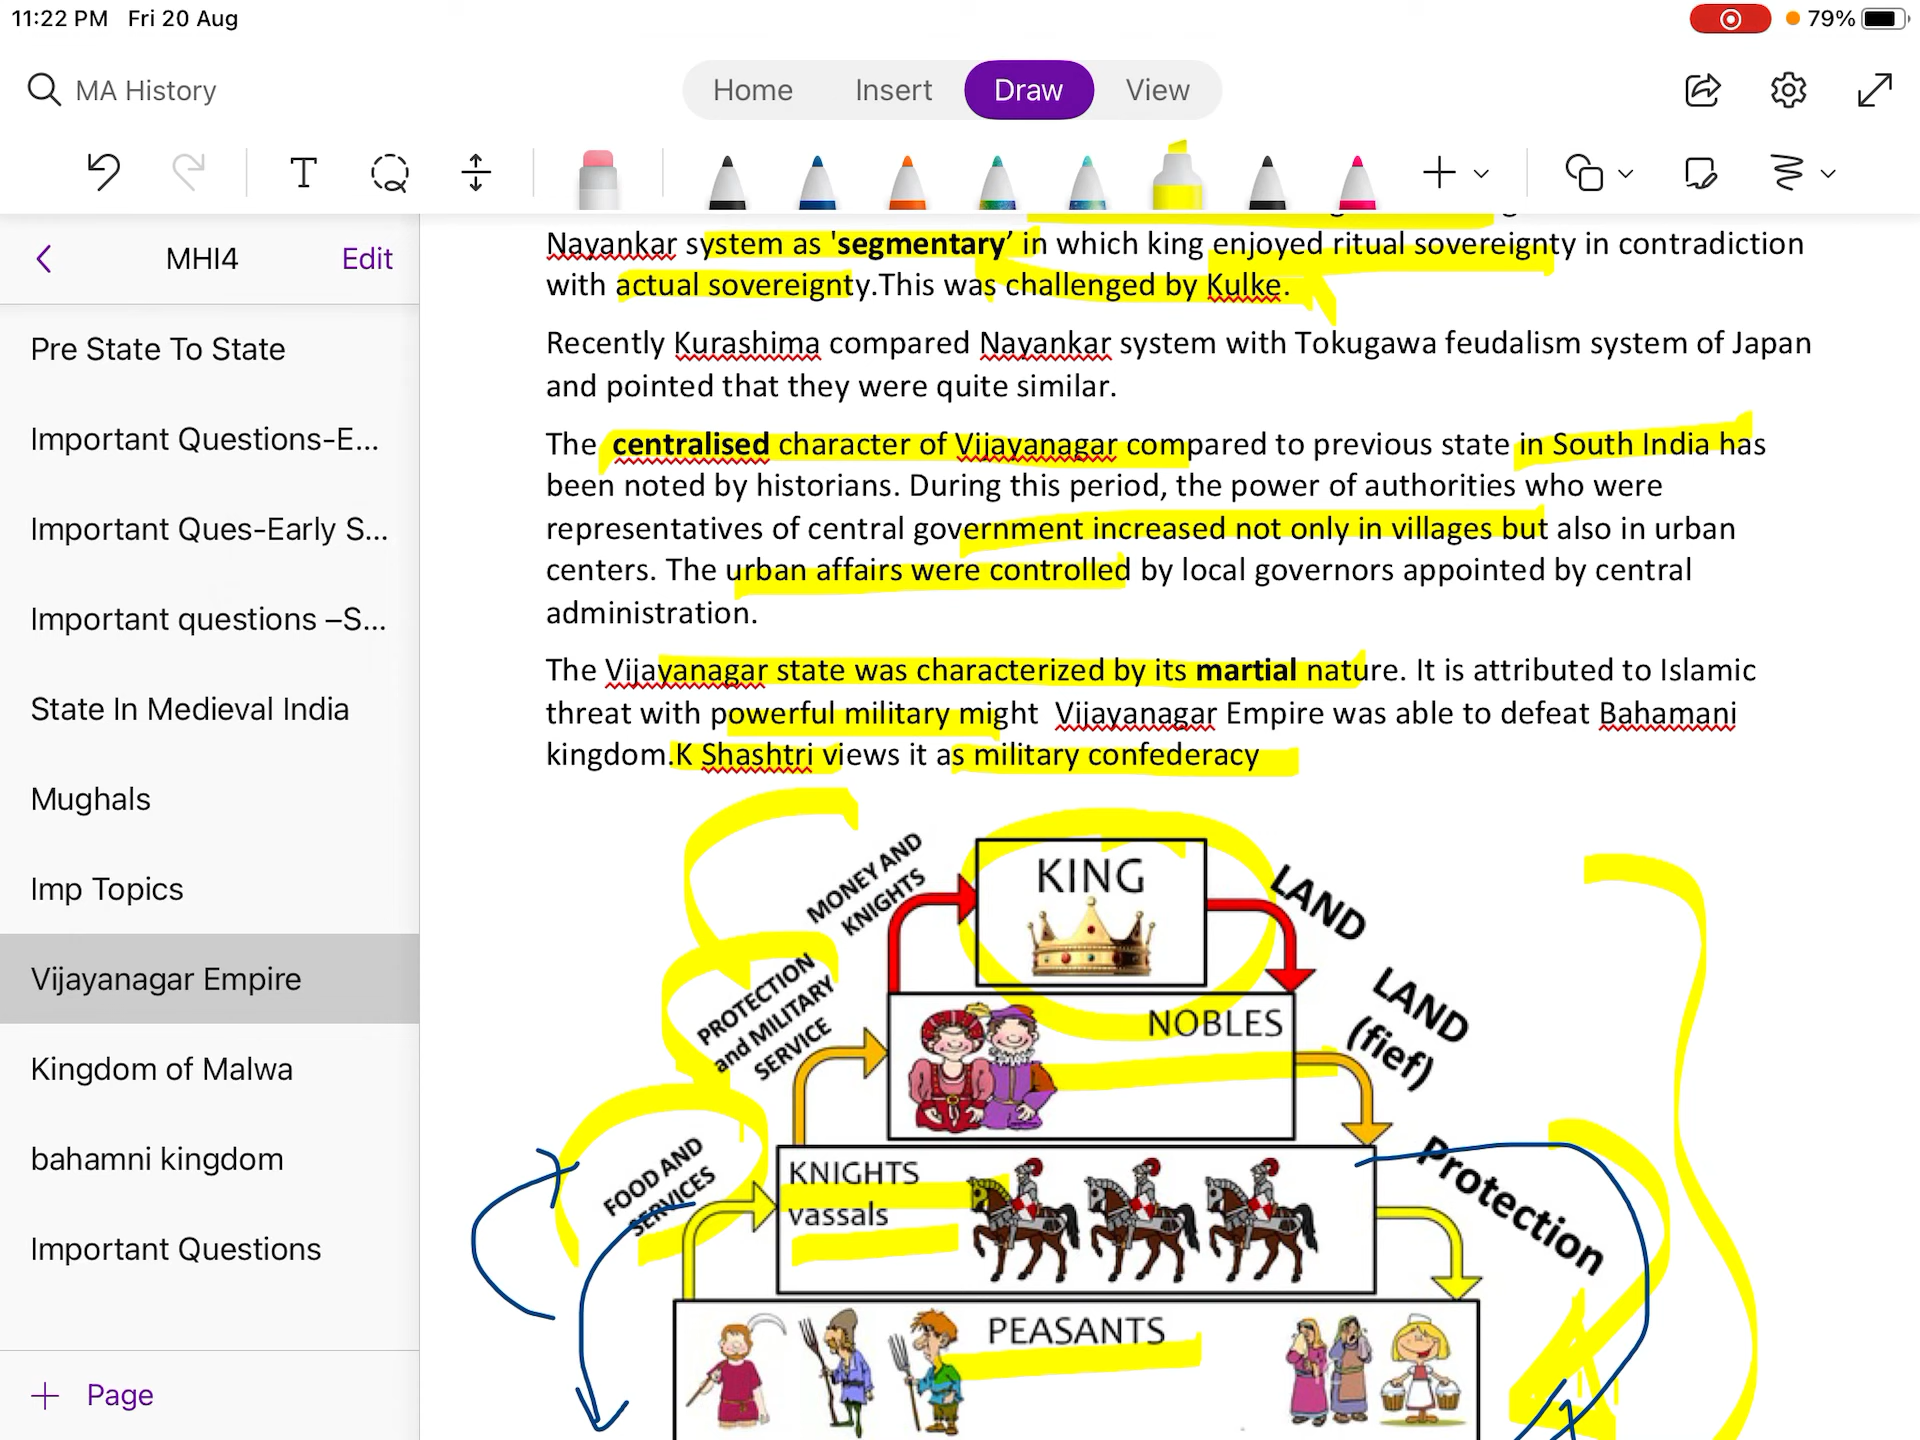 11:22 PM Fri 20 Aug
79%
MA History
Home Insert Draw View
MHI4 Edit
Pre State To State
Important Questions-E...
Important Ques-Early S...
Important questions –S...
State In Medieval India
Mughals
Imp Topics
Vijayanagar Empire
Kingdom of Malwa
bahamni kingdom
Important Questions
Page
Nayankar system as 'segmentary’ in which king enjoyed ritual sovereignty in contradiction
with actual sovereignty.This was challenged by Kulke.
Recently Kurashima compared Nayankar system with Tokugawa feudalism system of Japan
and pointed that they were quite similar.
The centralised character of Vijayanagar compared to previous state in South India has
been noted by historians. During this period, the power of authorities who were
representatives of central government increased not only in villages but also in urban
centers. The urban affairs were controlled by local governors appointed by central
administration.
The Vijayanagar state was characterized by its martial nature. It is attributed to Islamic
threat with powerful military might Vijayanagar Empire was able to defeat Bahamani
kingdom.K Shashtri views it as military confederacy
MONEY AND
KNIGHTS
KING
LAND
PROTECTION
and MILITARY
SERVICE
NOBLES
LAND
(fief)
FOOD AND
SERVICES
KNIGHTS
vassals
Protection
PEASANTS